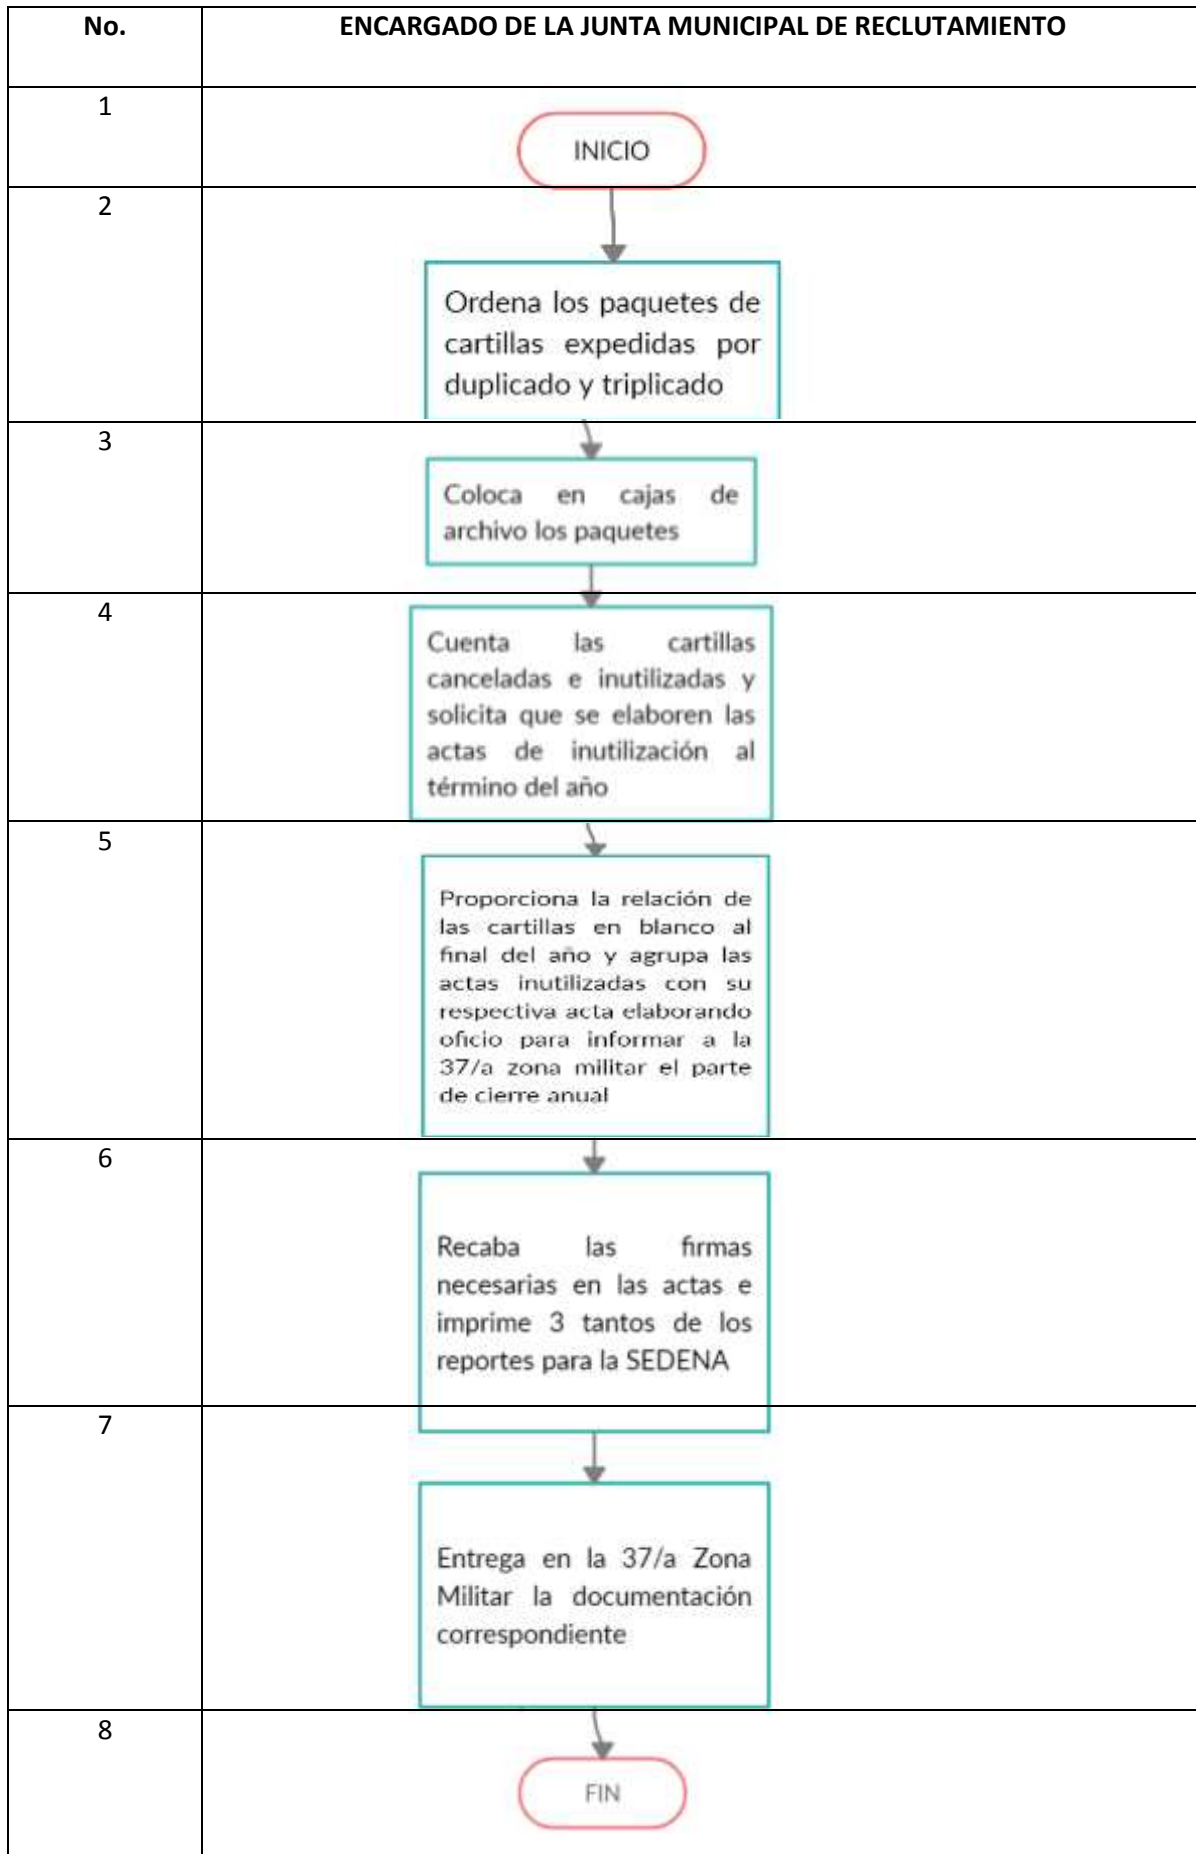 No. ENCARGADO DE LA JUNTA MUNICIPAL DE RECLUTAMIENTO
1
INICIO
2
Ordena los paquetes de
cartillas expedidas por
duplicado y triplicado
3
Coloca en cajas de
archivo los paquetes
4
Cuenta las cartillas
canceladas e inutilizadas y
solicita que se elaboren las
actas de inutilización al
término del año
5
Proporciona la relación de
las cartillas en blanco al
final del año y agrupa las
actas inutilizadas con su
respectiva acta elaborando
oficio para informar a la
37/a zona militar el parte
de cierre anual
6
Recaba las firmas
necesarias en las actas e
imprime 3 tantos de los
reportes para la SEDENA
7
Entrega en la 37/a Zona
Militar la documentación
correspondiente
8
FIN